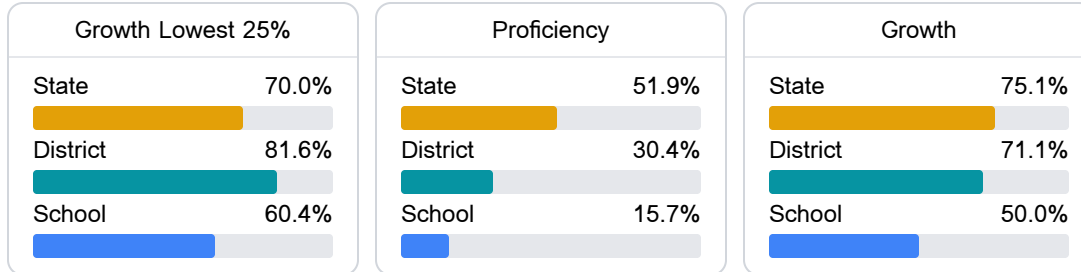 Growth Lowest 25%
State 70.0%
District 81.6%
School 60.4%
Proficiency
State 51.9%
District 30.4%
School 15.7%
Growth
State 75.1%
District 71.1%
School 50.0%